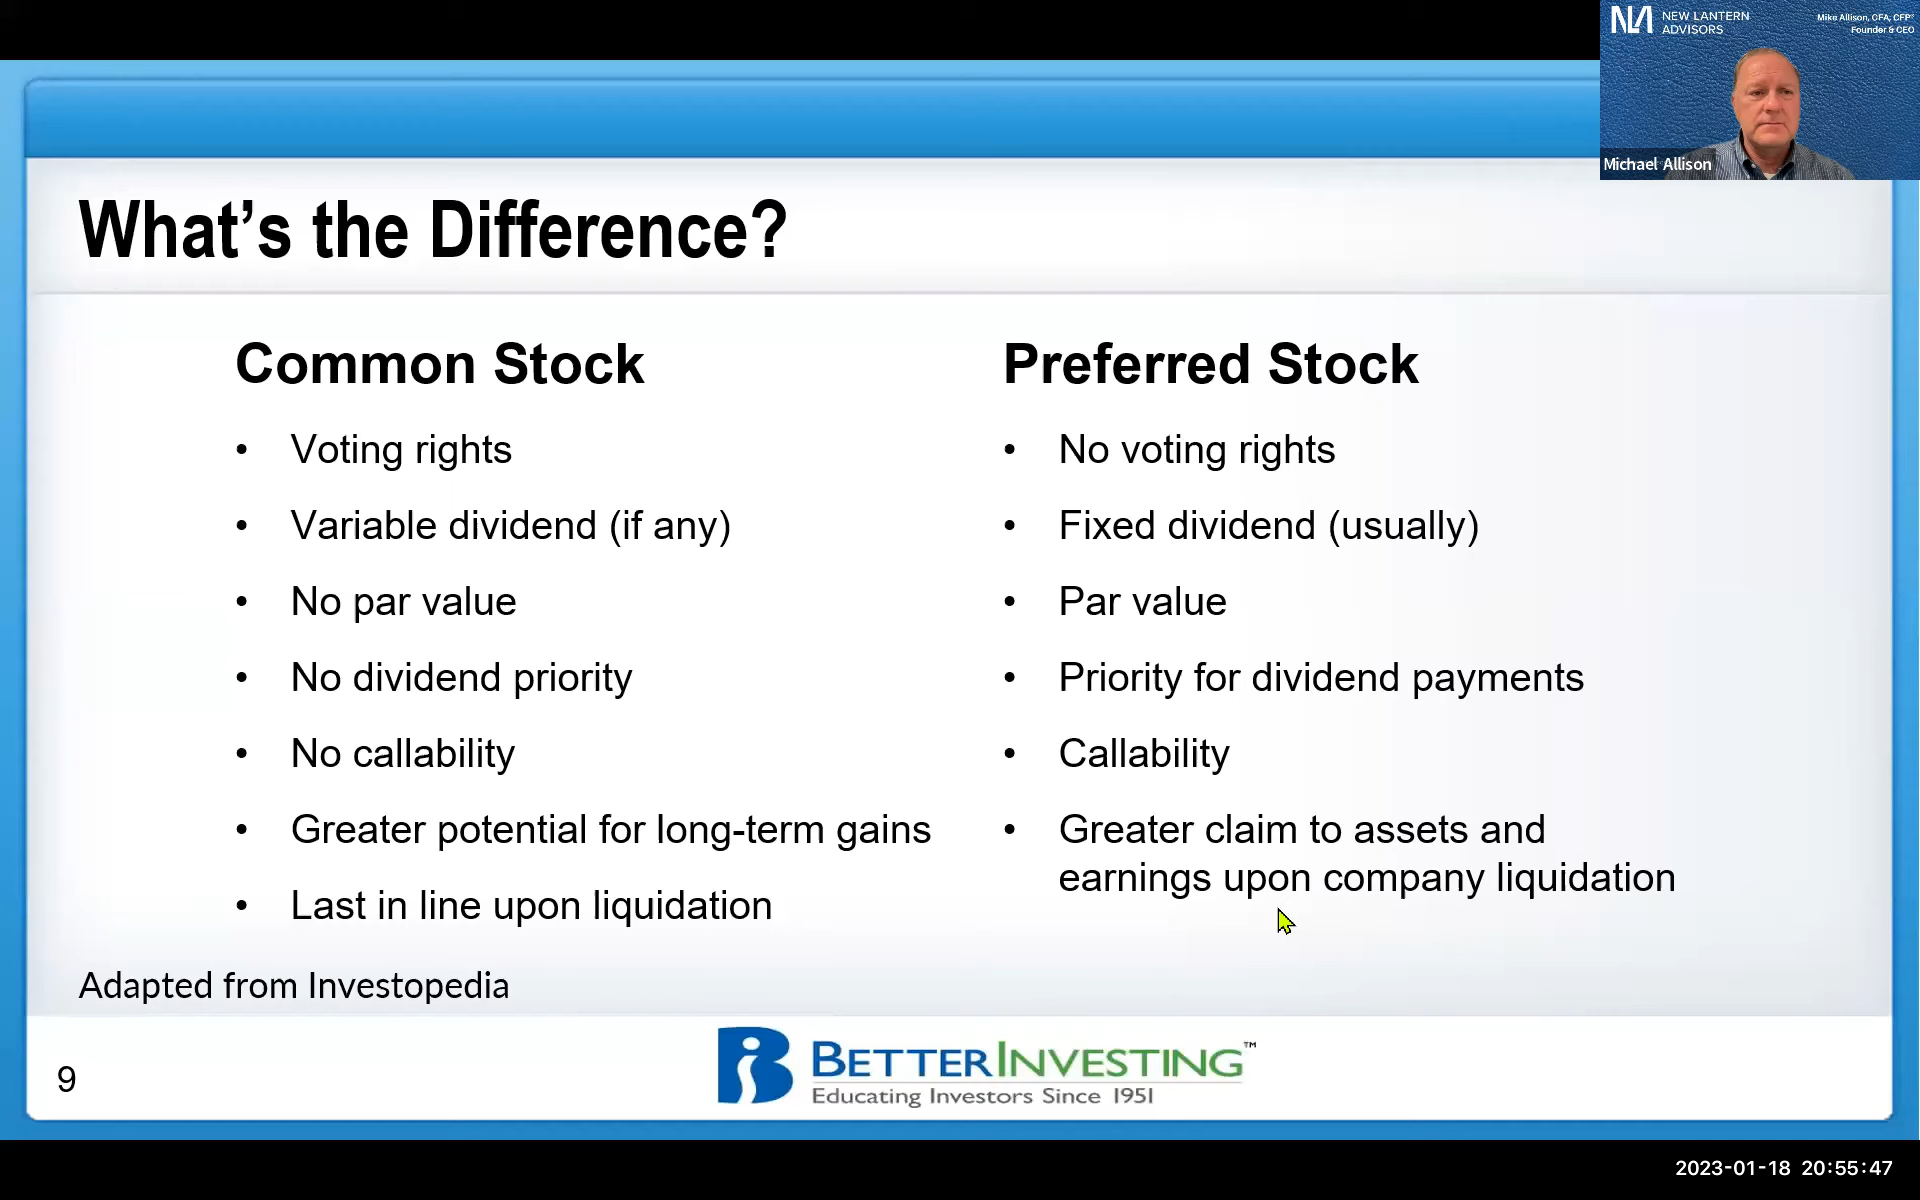 NEW LANTERN
ADVISORS
Mike Allison, CFA, CFP®
Founder & CEO
Michael Allison
What's the Difference?
Common Stock
• Voting rights
• Variable dividend (if any)
• No par value
• No dividend priority
• No callability
• Greater potential for long-term gains
• Last in line upon liquidation
Preferred Stock
• No voting rights
• Fixed dividend (usually)
• Par value
• Priority for dividend payments
• Callability
• Greater claim to assets and
earnings upon company liquidation
Adapted from Investopedia
9
BETTERINVESTING™
Educating Investors Since 1951
2023-01-18 20:55:47